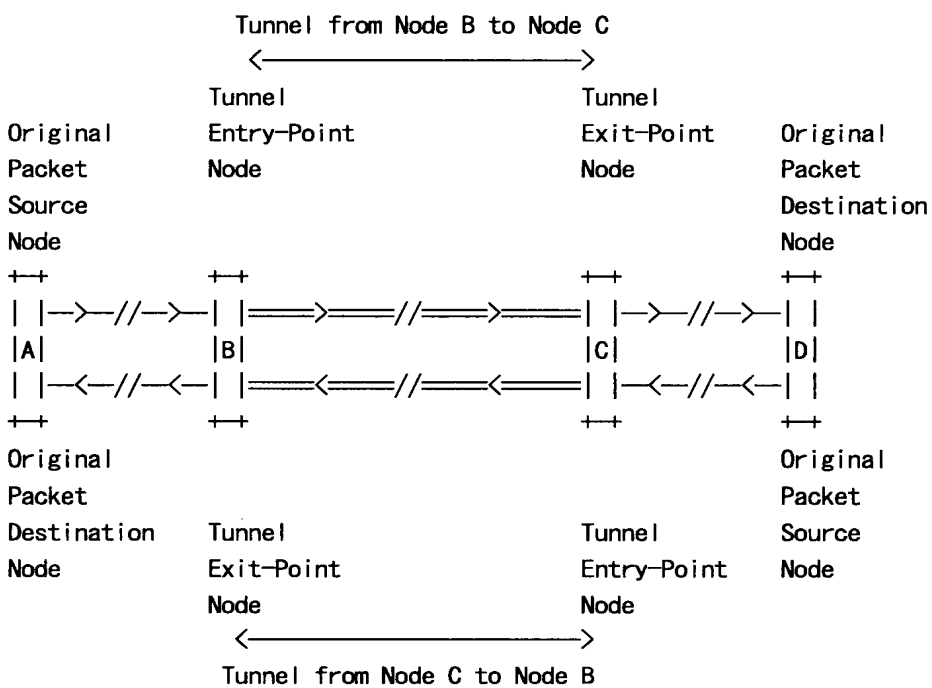 Tunnel from Node B to Node C
<---------------------->
Tunnel Tunnel
Original Entry-Point Exit-Point Original
Packet Node Node Packet
Source Destination
Node Node
+-+ +-+ +-+ +-+
| |-->--//-->--| |=====>=====//=====>=====| |-->--//-->--| |
|A| |B| |C| |D|
| |--<--//--<--| |=====<=====//=====<=====| |--<--//--<--| |
+-+ +-+ +-+ +-+
Original Original
Packet Packet
Destination Tunnel Tunnel Source
Node Exit-Point Entry-Point Node
Node Node
<---------------------->
Tunnel from Node C to Node B